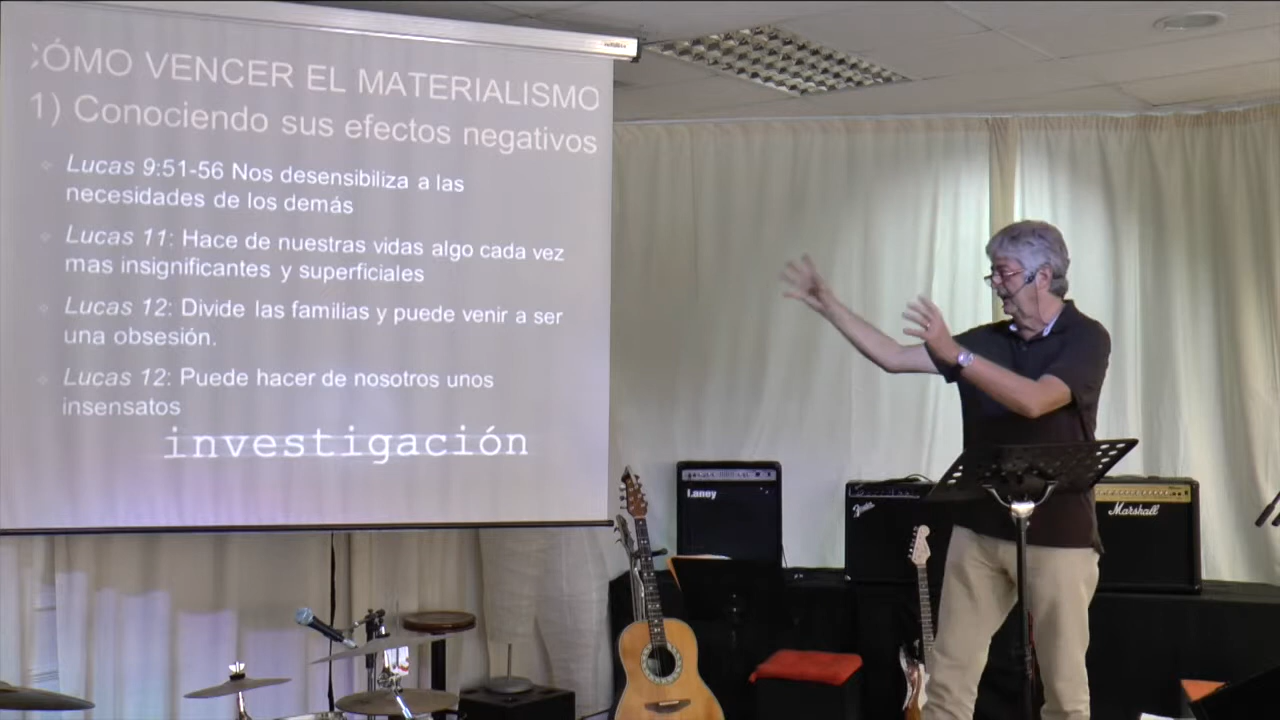 CÓMO VENCER EL MATERIALISMO
1) Conociendo sus efectos negativos
Lucas 9:51-56 Nos desensibiliza a las
necesidades de los demás
Lucas 11: Hace de nuestras vidas algo cada vez
mas insignificantes y superficiales
Lucas 12: Divide las familias y puede venir a ser
una obsesión.
Lucas 12: Puede hacer de nosotros unos
insensatos
investigación
Laney
Fender
Marshall